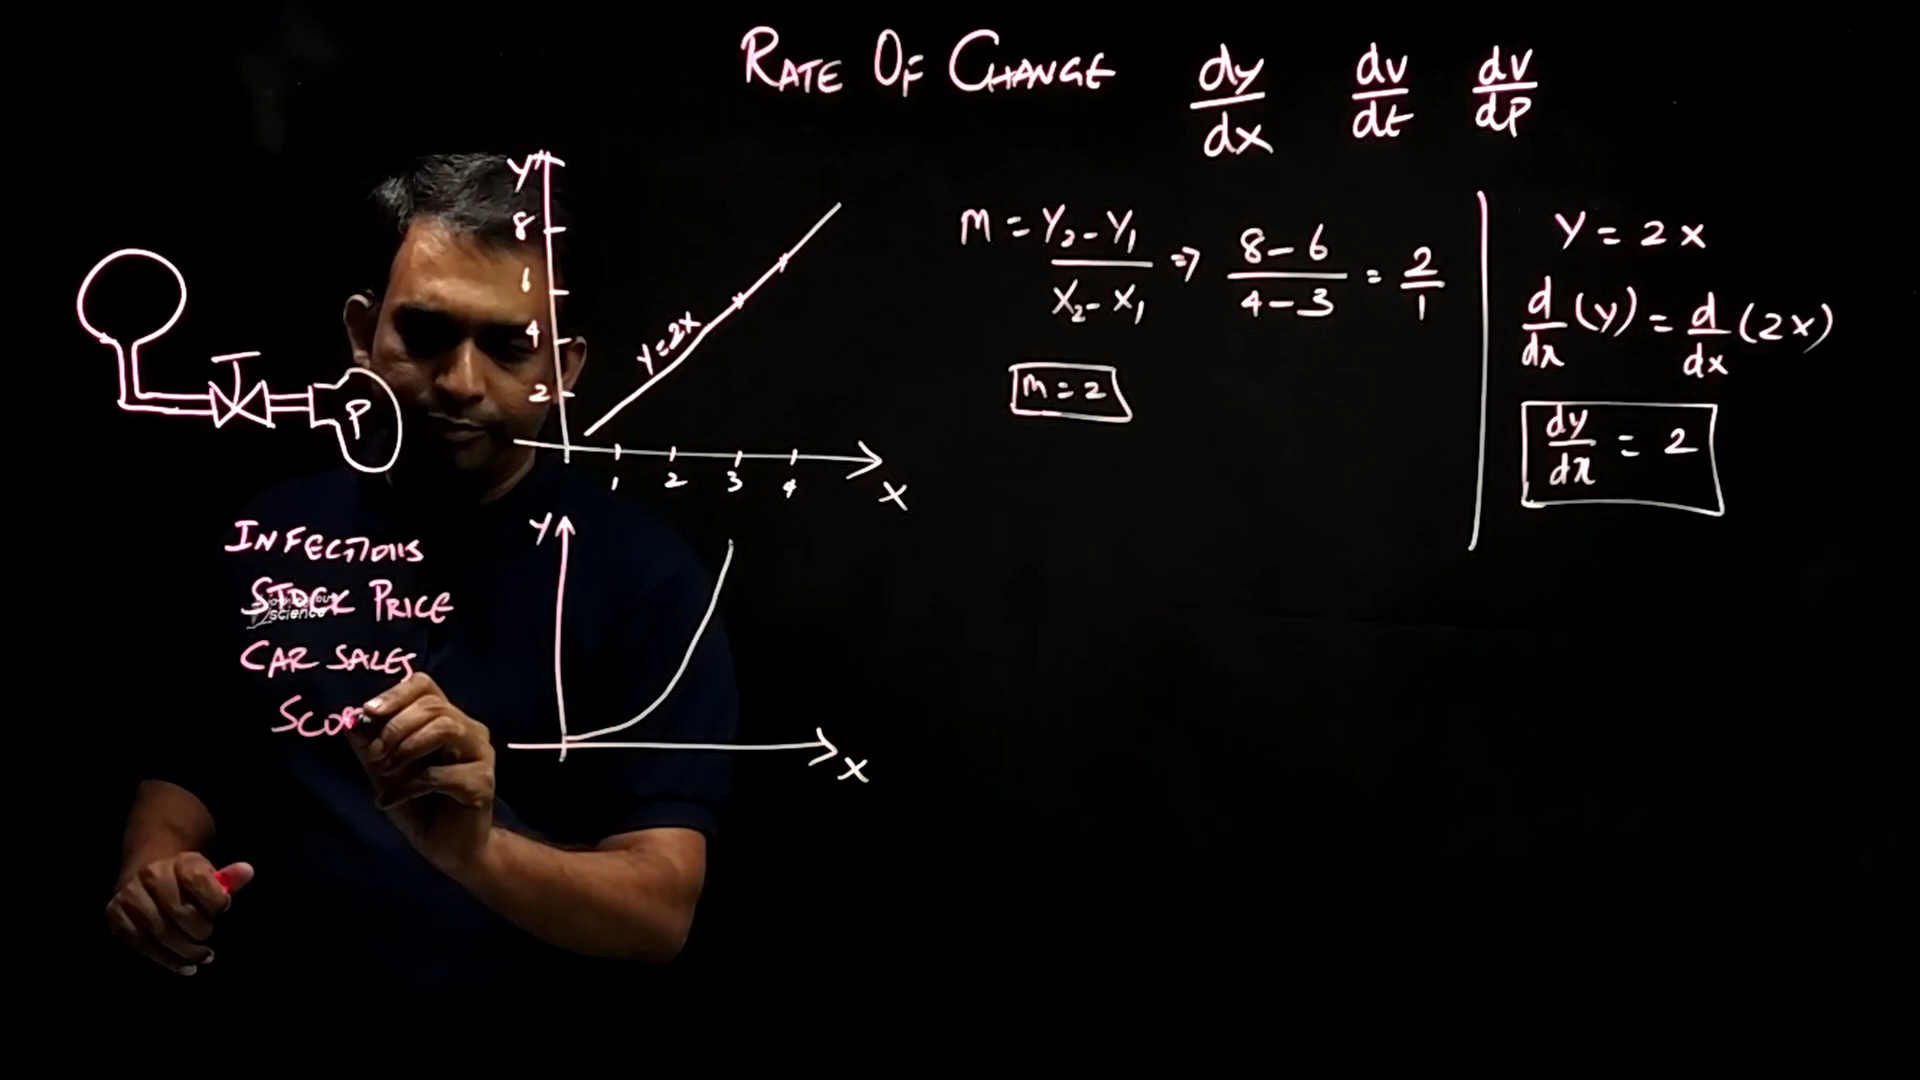 RATE OF CHANGE dy/dx dv/dt dv/dP
Y
8
6
4
2
1 2 3 4
X
Y=2X
P
m = Y₂-Y₁/X₂-X₁ ⇒ 8-6/4-3 = 2/1
m = 2
Y = 2X
d/dx (Y) = d/dx (2X)
dy/dx = 2
INFECTIONS
STOCK PRICE
CAR SALES
SCO
science
Y
X